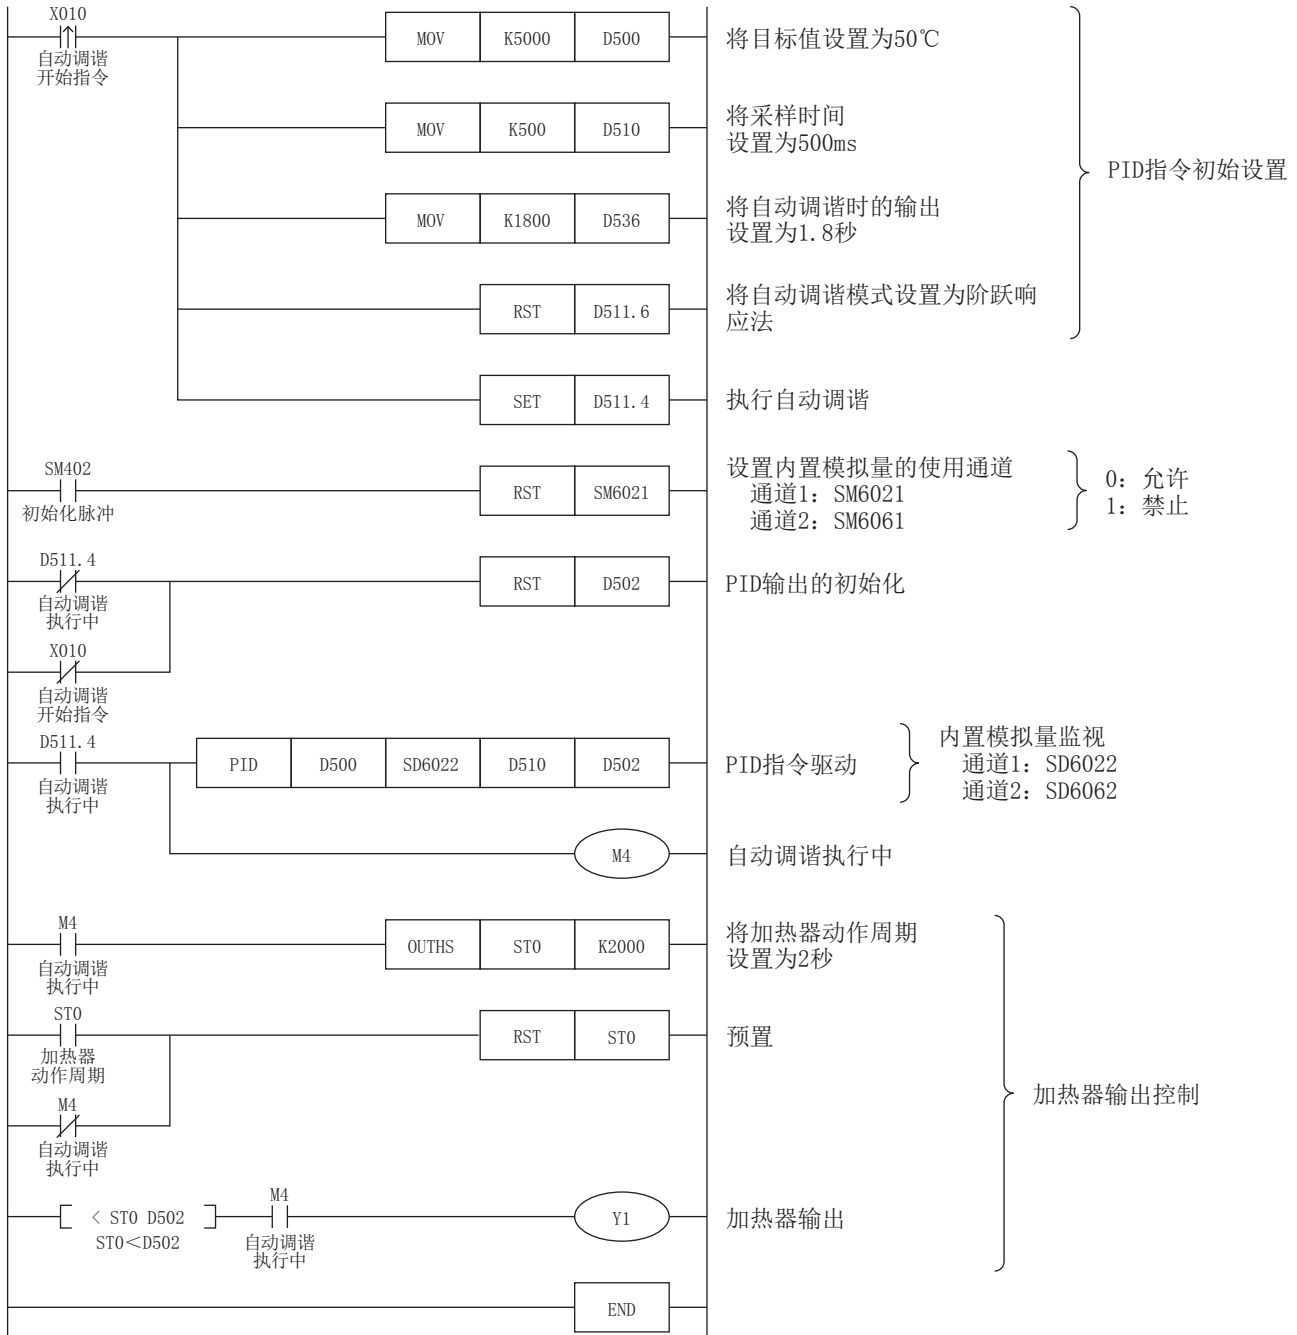 X010
自动调谐
开始指令
MOV K5000 D500
将目标值设置为50℃
MOV K500 D510
将采样时间
设置为500ms
MOV K1800 D536
将自动调谐时的输出
设置为1.8秒
RST D511.6
将自动调谐模式设置为阶跃响
应法
PID指令初始设置
SET D511.4
执行自动调谐
SM402
初始化脉冲
RST SM6021
设置内置模拟量的使用通道
通道1：SM6021
通道2：SM6061
0：允许
1：禁止
D511.4
自动调谐
执行中
RST D502
PID输出的初始化
X010
自动调谐
开始指令
D511.4
自动调谐
执行中
PID D500 SD6022 D510 D502
PID指令驱动
内置模拟量监视
通道1：SD6022
通道2：SD6062
M4
自动调谐执行中
M4
自动调谐
执行中
OUTHS ST0 K2000
将加热器动作周期
设置为2秒
ST0
加热器
动作周期
RST ST0
预置
M4
自动调谐
执行中
加热器输出控制
< ST0 D502
ST0＜D502
M4
自动调谐
执行中
Y1
加热器输出
END